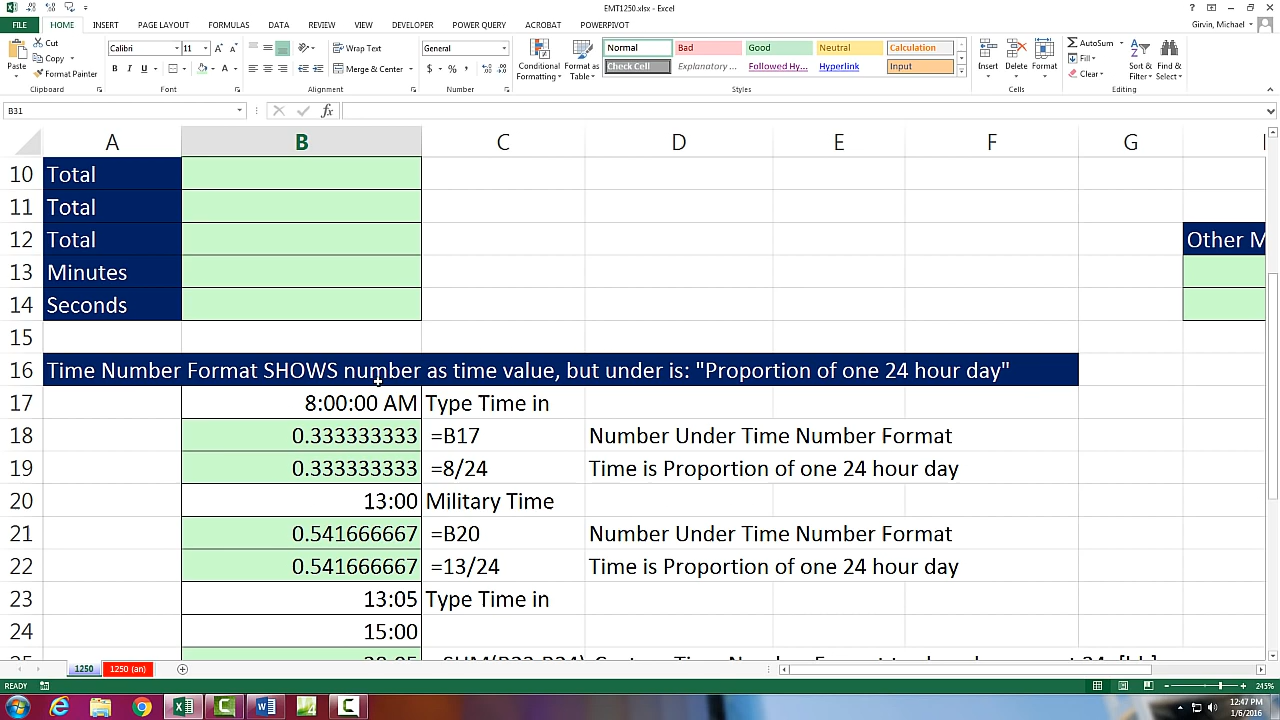 EMT1250.xlsx - Excel
FILE HOME INSERT PAGE LAYOUT FORMULAS DATA REVIEW VIEW DEVELOPER POWER QUERY ACROBAT POWERPIVOT Girvin, Michael
Paste Cut Copy Format Painter
Calibri 11 Wrap Text Merge & Center General
Conditional Formatting Format as Table
Normal Bad Good Neutral Calculation
Check Cell Explanatory ... Followed Hy... Hyperlink Input
Insert Delete Format AutoSum Fill Clear Sort & Filter Find & Select
Clipboard Font Alignment Number Styles Cells Editing
B31
A B C D E F G
10 Total
11 Total
12 Total Other M
13 Minutes
14 Seconds
15
16 Time Number Format SHOWS number as time value, but under is: "Proportion of one 24 hour day"
17 8:00:00 AM Type Time in
18 0.333333333 =B17 Number Under Time Number Format
19 0.333333333 =8/24 Time is Proportion of one 24 hour day
20 13:00 Military Time
21 0.541666667 =B20 Number Under Time Number Format
22 0.541666667 =13/24 Time is Proportion of one 24 hour day
23 13:05 Type Time in
24 15:00
1250 1250 (an)
READY 245%
12:47 PM
1/6/2016